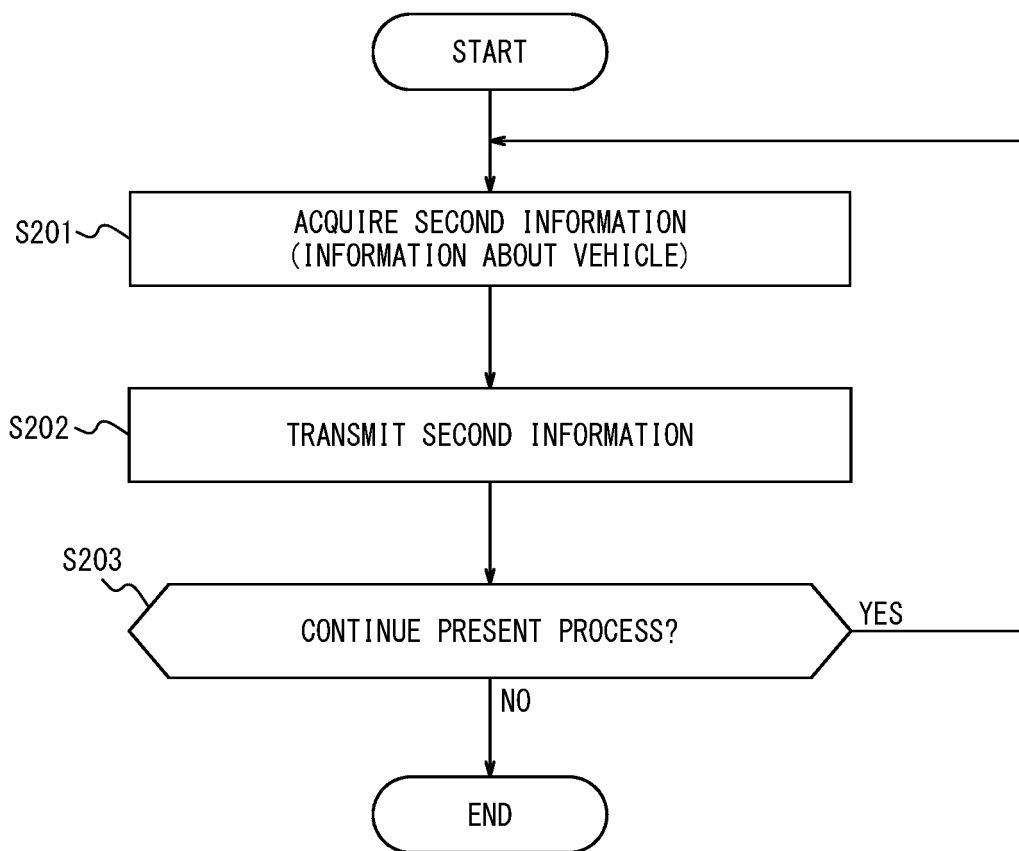 START
S201
ACQUIRE SECOND INFORMATION
(INFORMATION ABOUT VEHICLE)
S202
TRANSMIT SECOND INFORMATION
S203
CONTINUE PRESENT PROCESS?
YES
NO
END